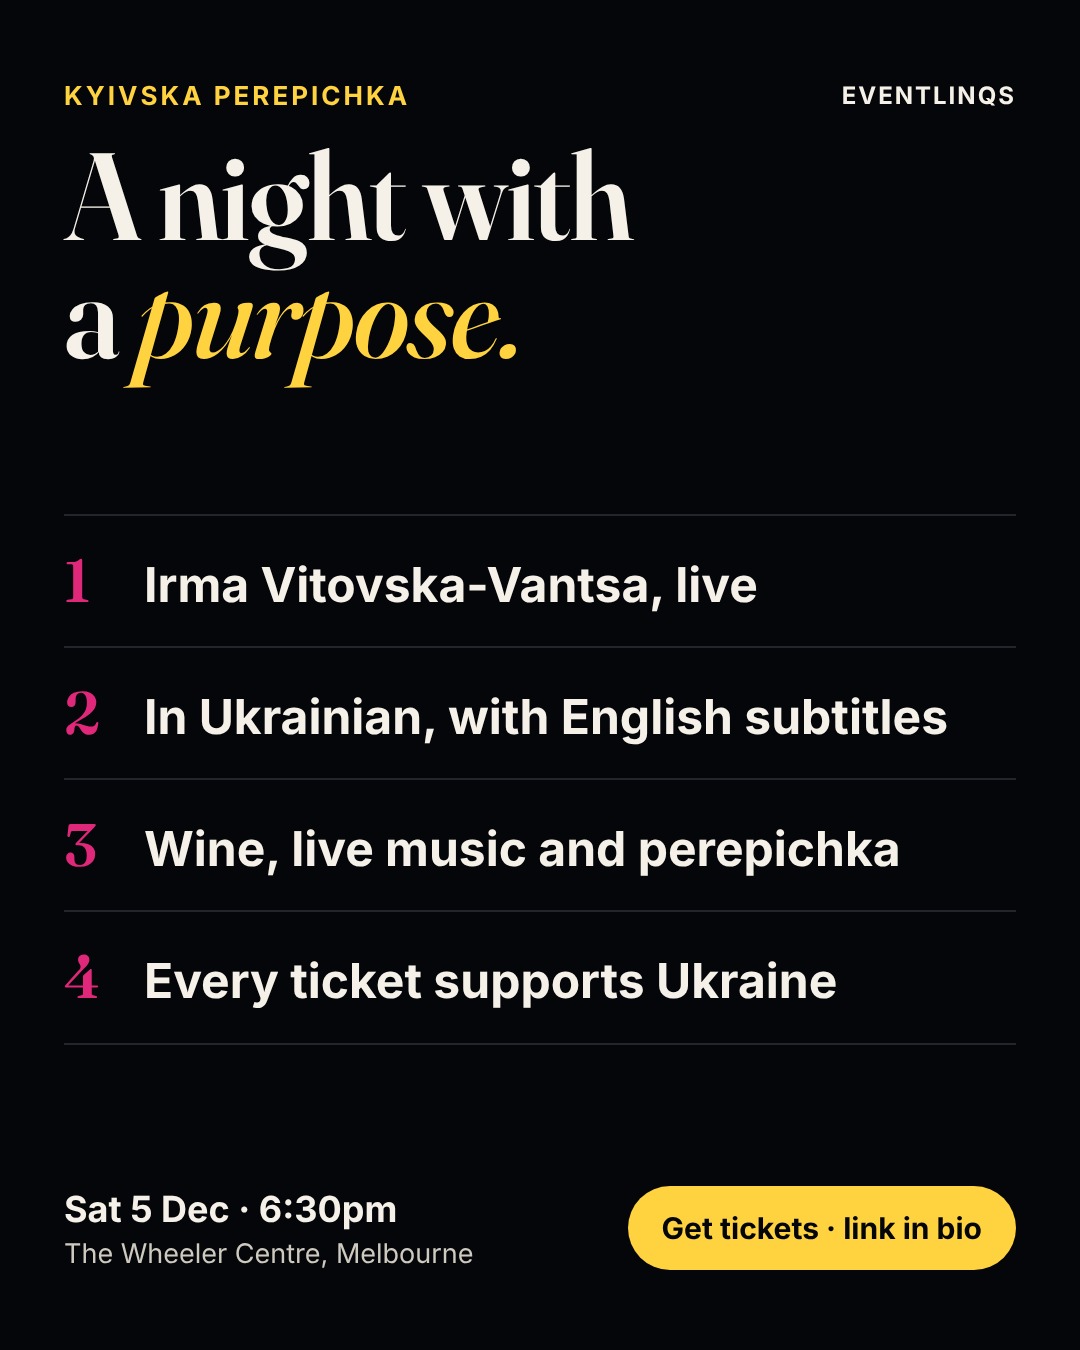 KYIVSKA PEREPICHKA
EVENTLINQS
A night with
a purpose.
1 Irma Vitovska-Vantsa, live
2 In Ukrainian, with English subtitles
3 Wine, live music and perepichka
4 Every ticket supports Ukraine
Sat 5 Dec · 6:30pm
The Wheeler Centre, Melbourne
Get tickets · link in bio